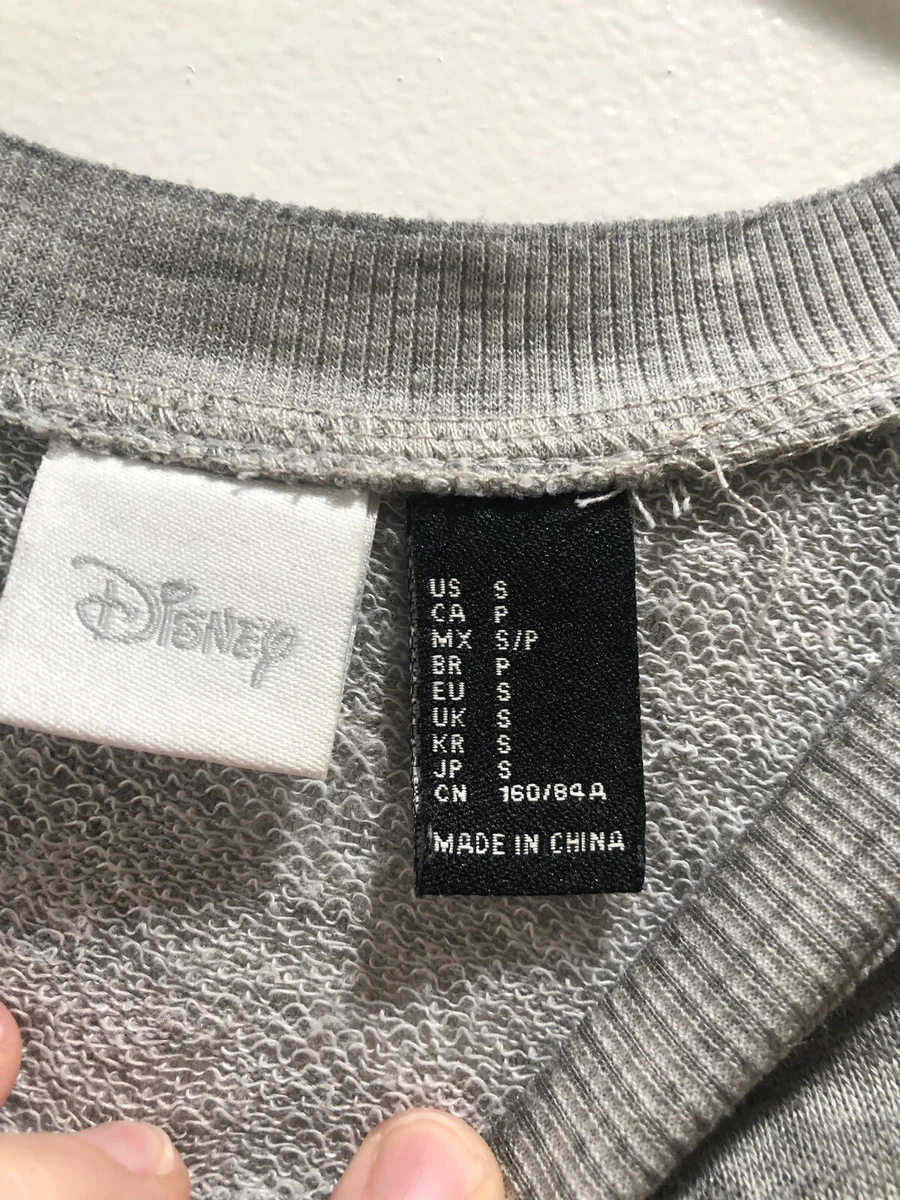 Disney
US S
CA P
MX S/P
BR P
EU S
UK S
KR S
JP S
CN 160/84A
MADE IN CHINA